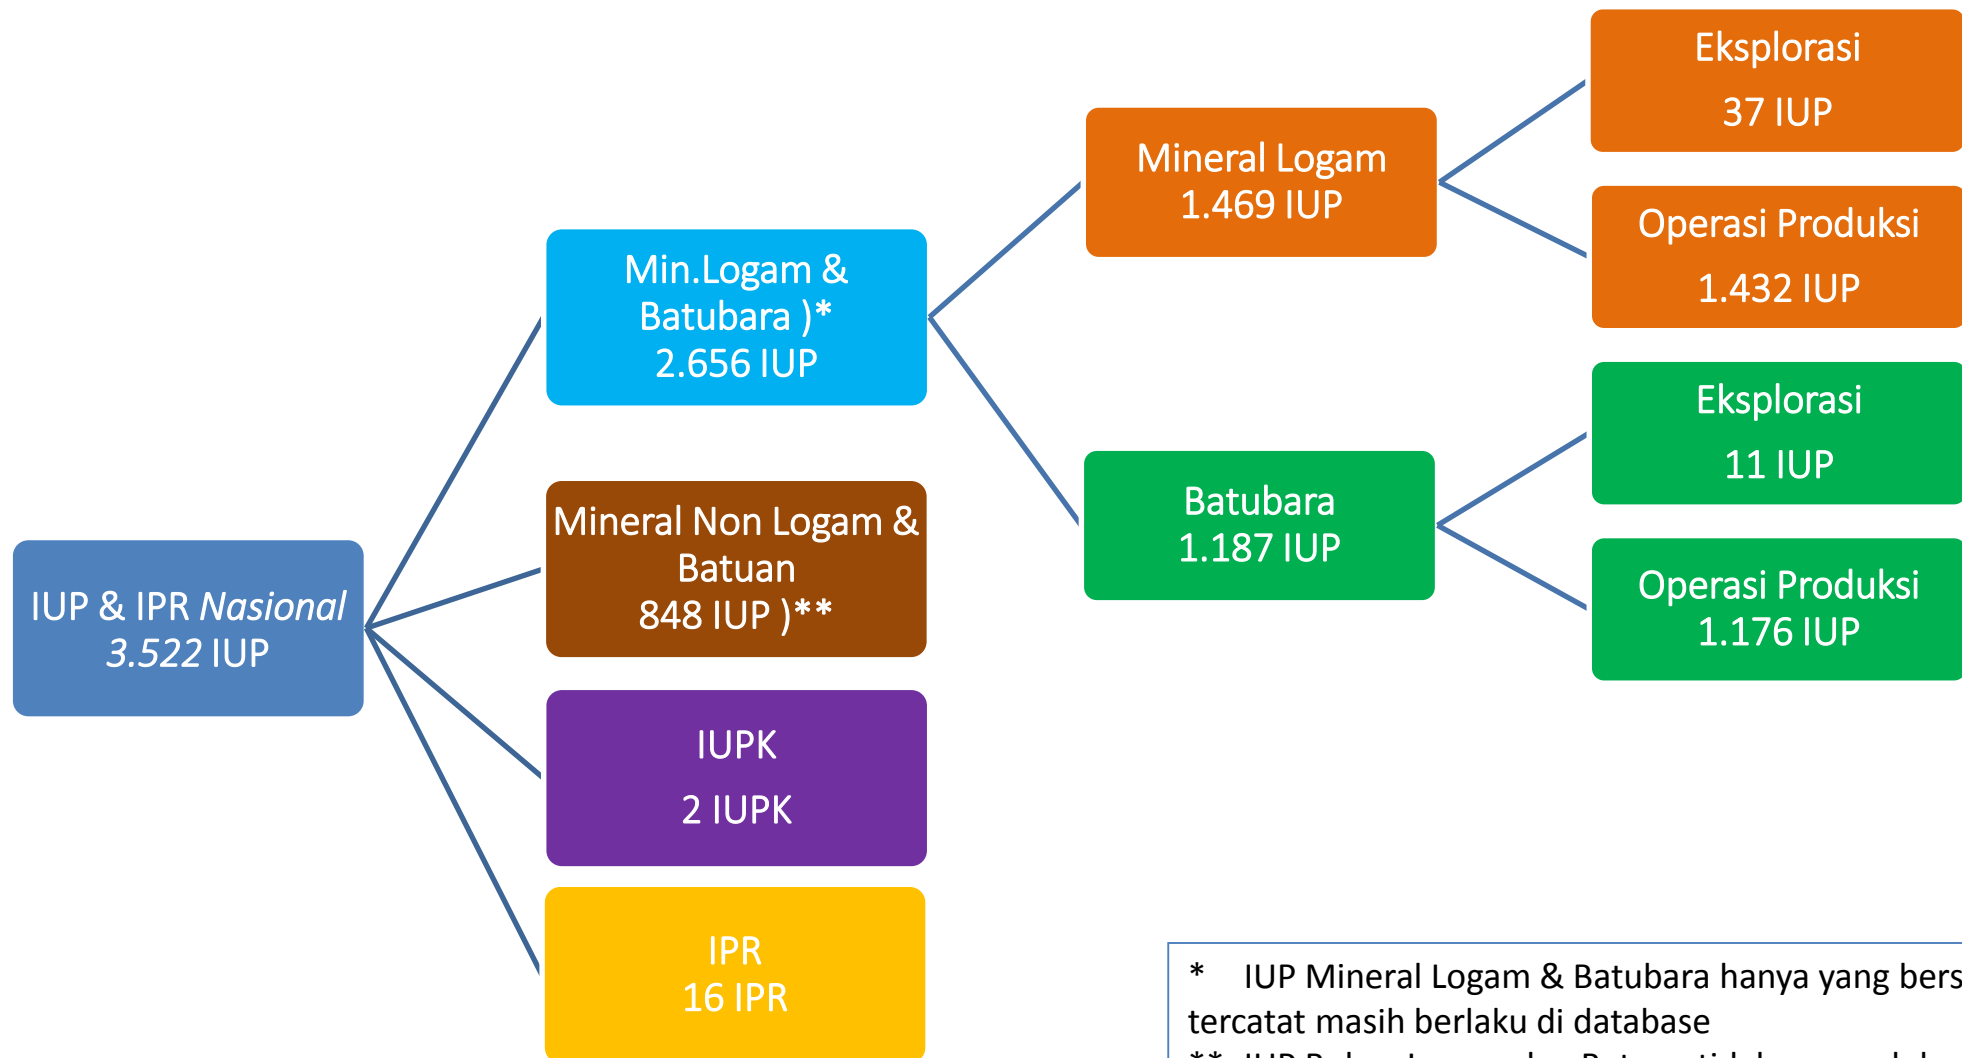 IUP & IPR Nasional
3.522 IUP
Min.Logam &
Batubara )*
2.656 IUP
Mineral Non Logam &
Batuan
848 IUP )**
IUPK
2 IUPK
IPR
16 IPR
Mineral Logam
1.469 IUP
Batubara
1.187 IUP
Eksplorasi
37 IUP
Operasi Produksi
1.432 IUP
Eksplorasi
11 IUP
Operasi Produksi
1.176 IUP
* IUP Mineral Logam & Batubara hanya yang bers
tercatat masih berlaku di database